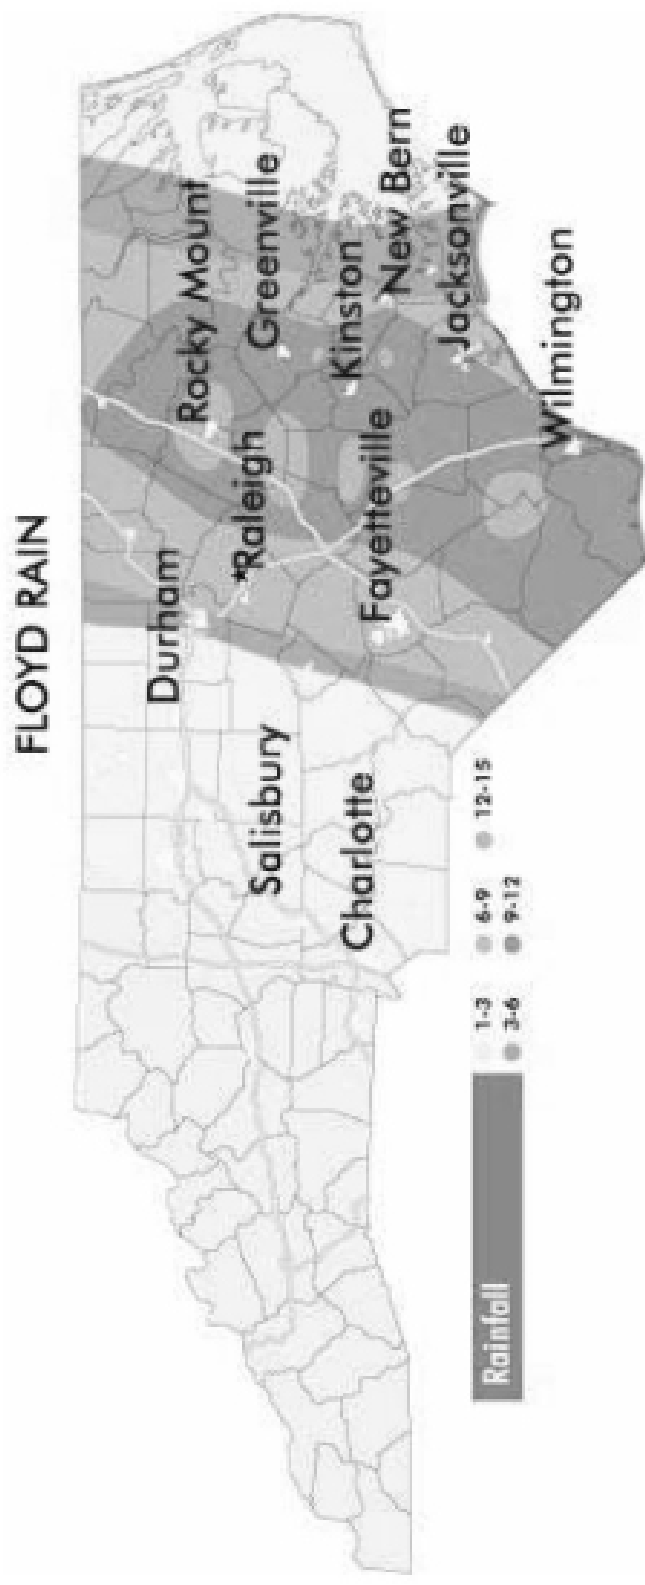 FLOYD RAIN
Durham
Rocky Mount
*Raleigh
Greenville
Salisbury
Kinston
Charlotte
Fayetteville
New Bern
Jacksonville
Wilmington
Rainfall
1-3
6-9
12-15
3-6
9-12